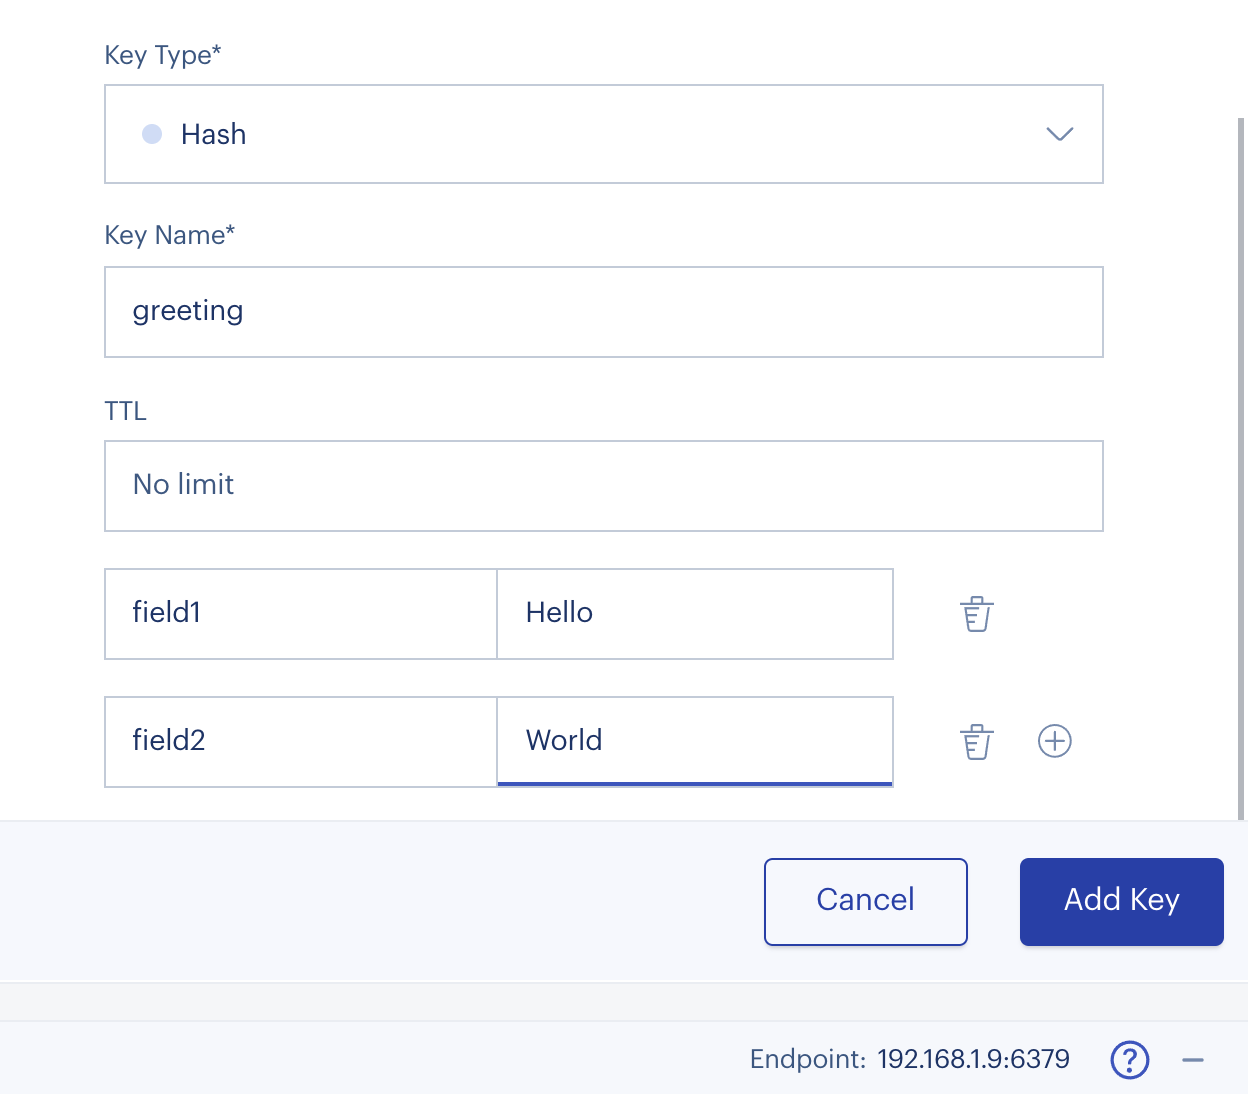 Key Type*
Hash
Key Name*
greeting
TTL
No limit
field1 Hello
field2 World
Cancel Add Key
Endpoint: 192.168.1.9:6379 ?